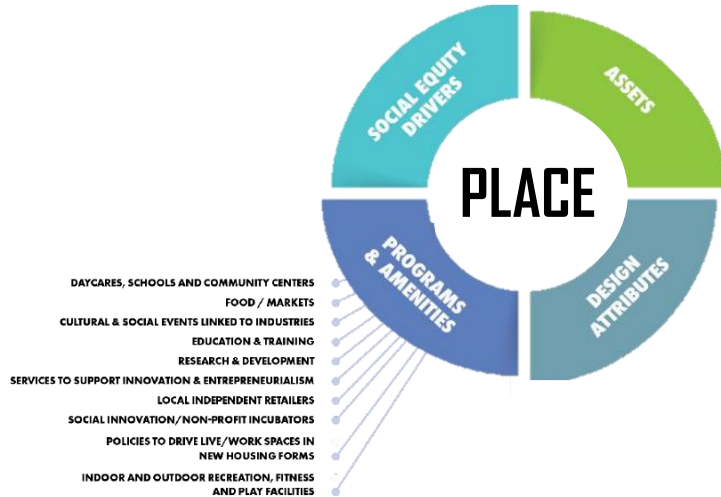 SOCIAL EQUITY
DRIVERS
ASSETS
PLACE
PROGRAMS
& AMENITIES
DESIGN
ATTRIBUTES
DAYCARES, SCHOOLS AND COMMUNITY CENTERS
FOOD / MARKETS
CULTURAL & SOCIAL EVENTS LINKED TO INDUSTRIES
EDUCATION & TRAINING
RESEARCH & DEVELOPMENT
SERVICES TO SUPPORT INNOVATION & ENTREPRENEURIALISM
LOCAL INDEPENDENT RETAILERS
SOCIAL INNOVATION/NON-PROFIT INCUBATORS
POLICIES TO DRIVE LIVE/WORK SPACES IN
NEW HOUSING FORMS
INDOOR AND OUTDOOR RECREATION, FITNESS
AND PLAY FACILITIES